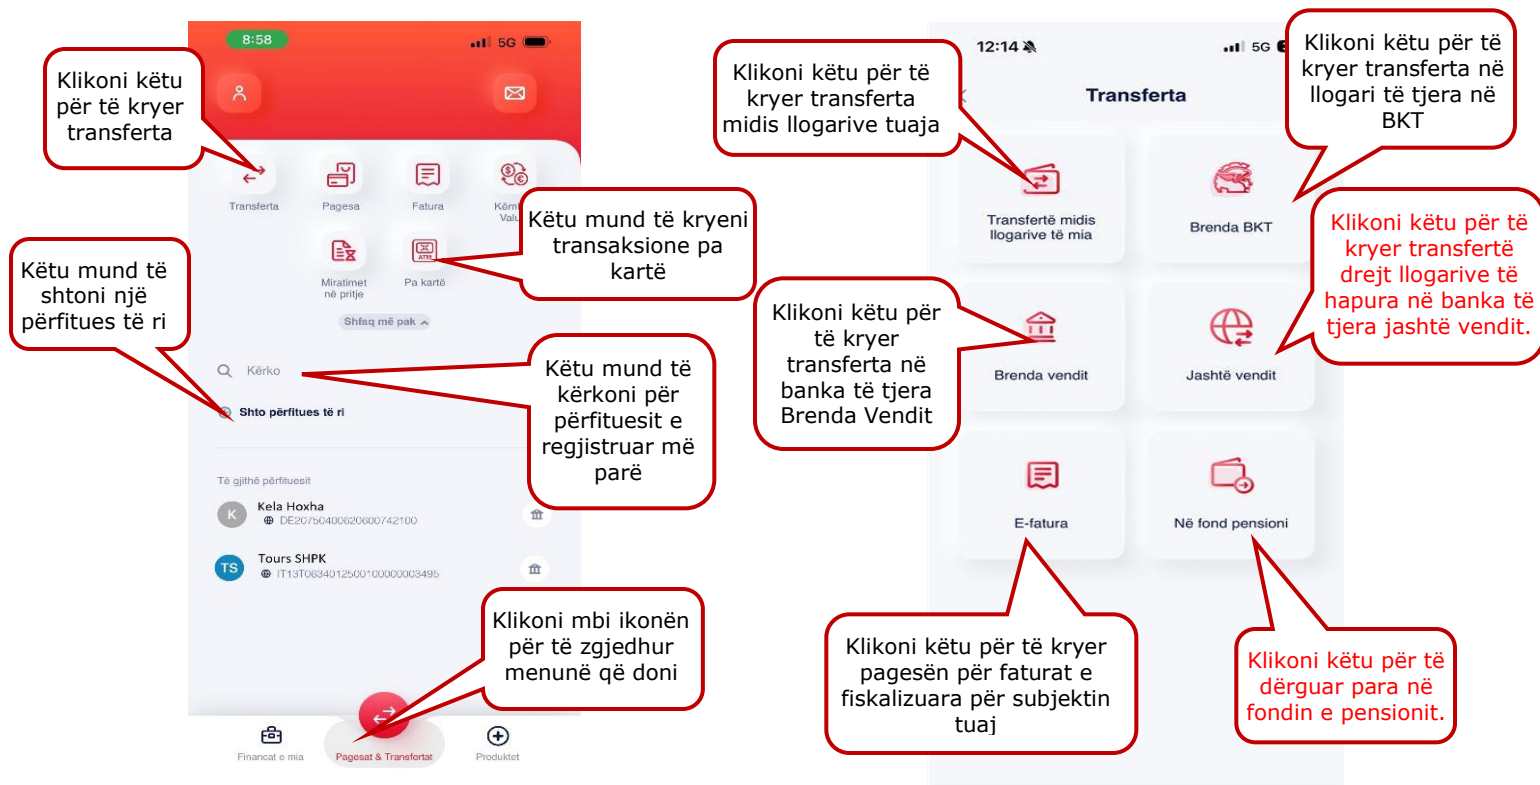 8:58
5G
Klikoni këtu
për të kryer
transferta
Transferta
Pagesa
Fatura
Miratimet
në pritje
ATM
Pa kartë
Shfaq më pak
Këtu mund të kryeni
transaksione pa
kartë
Këtu mund të
shtoni një
përfitues të ri
Kërko
Shto përfitues të ri
Këtu mund të
kërkoni për
përfituesit e
regjistruar më
parë
Të gjithë përfituesit
K
Kela Hoxha
DE20750400620600742100
TS
Tours SHPK
IT13T0634012500100000003495
Klikoni mbi ikonën
për të zgjedhur
menunë që doni
Financat e mia
Pagesat & Transfertat
Produktet
12:14
5G
Transferta
Klikoni këtu për të
kryer transferta
midis llogarive tuaja
Klikoni këtu për të
kryer transferta në
llogari të tjera në
BKT
Transfertë midis
llogarive të mia
Brenda BKT
Klikoni këtu për të
kryer transfertë
drejt llogarive të
hapura në banka të
tjera jashtë vendit.
Klikoni këtu për
të kryer
transferta në
banka të tjera
Brenda Vendit
Brenda vendit
Jashtë vendit
E-fatura
Në fond pensioni
Klikoni këtu për të kryer
pagesën për faturat e
fiskalizuara për subjektin
tuaj
Klikoni këtu për të
dërguar para në
fondin e pensionit.